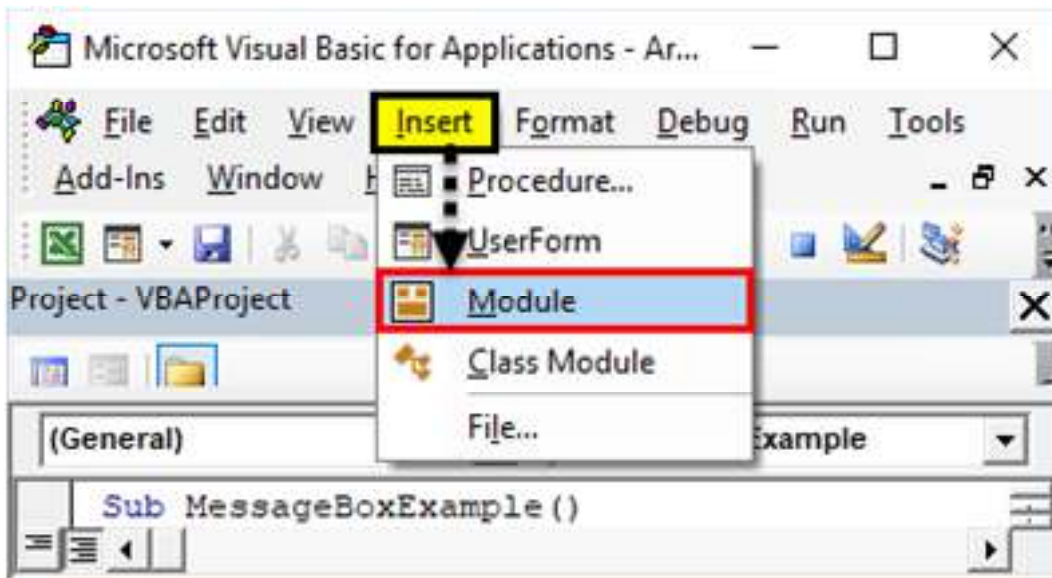 Microsoft Visual Basic for Applications - Ar...
File Edit View Insert Format Debug Run Tools
Add-Ins Window
Procedure...
UserForm
Project - VBAProject
Module
Class Module
File...
(General)
Example
Sub MessageBoxExample()